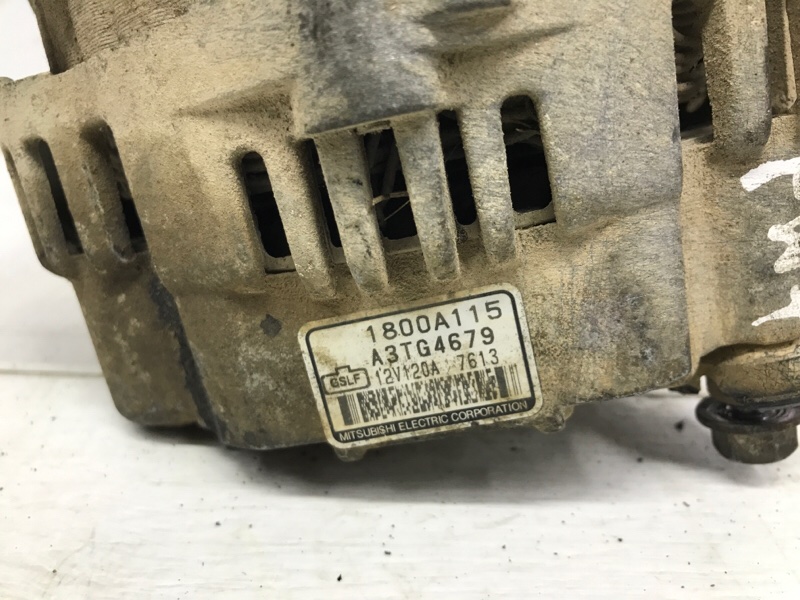 1800A115
A3TG4679
GSLF 12V120A 7613
MITSUBISHI ELECTRIC CORPORATION